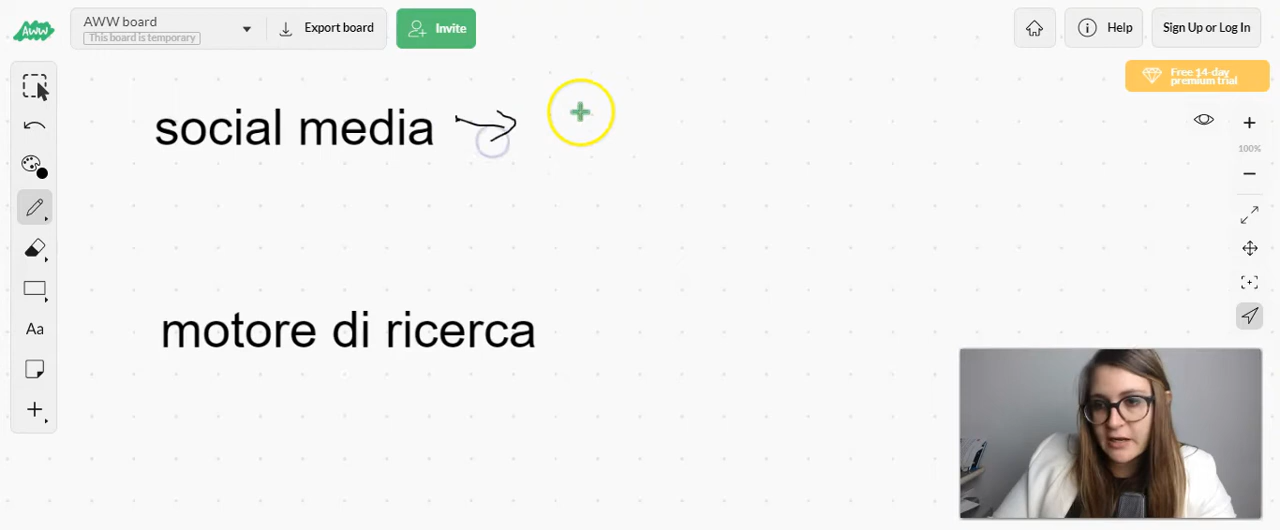 AWW
AWW board
This board is temporary
Export board
Invite
Help
Sign Up or Log In
Free 14-day
premium trial
social media
100%
motore di ricerca
Aa